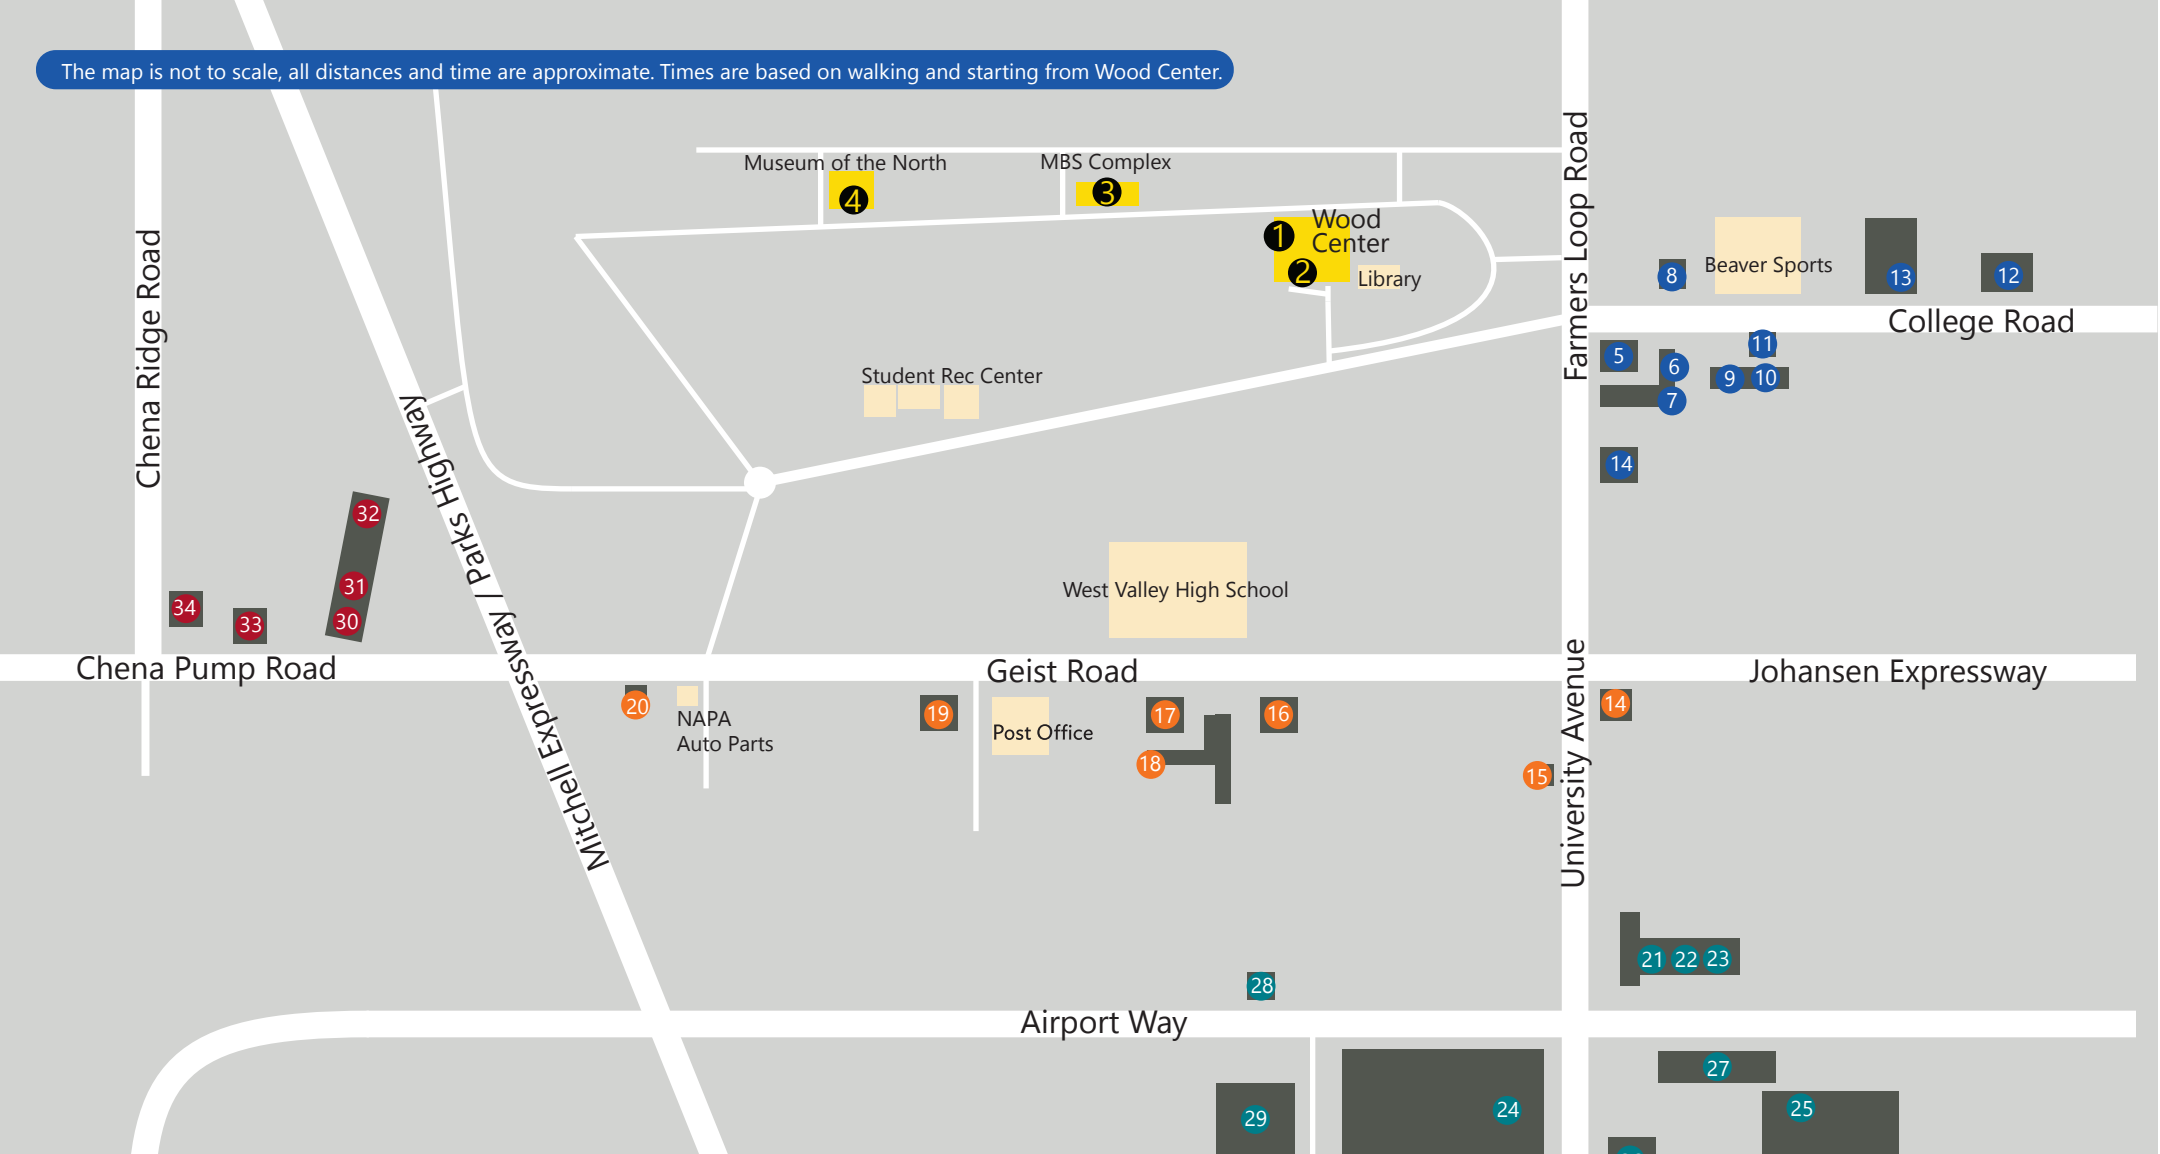 The map is not to scale, all distances and time are approximate. Times are based on walking and starting from Wood Center.
Museum of the North
4
MBS Complex
3
Wood
Center
1
2
Library
Farmers Loop Road
Chena Ridge Road
8
Beaver Sports
13
12
College Road
5
6
7
11
9
10
14
Student Rec Center
Mitchell Expressway / Parks Highway
32
31
30
33
34
West Valley High School
Chena Pump Road
Geist Road
Johansen Expressway
University Avenue
20
NAPA
Auto Parts
19
Post Office
17
18
16
14
15
21
22
23
28
Airport Way
27
25
24
29